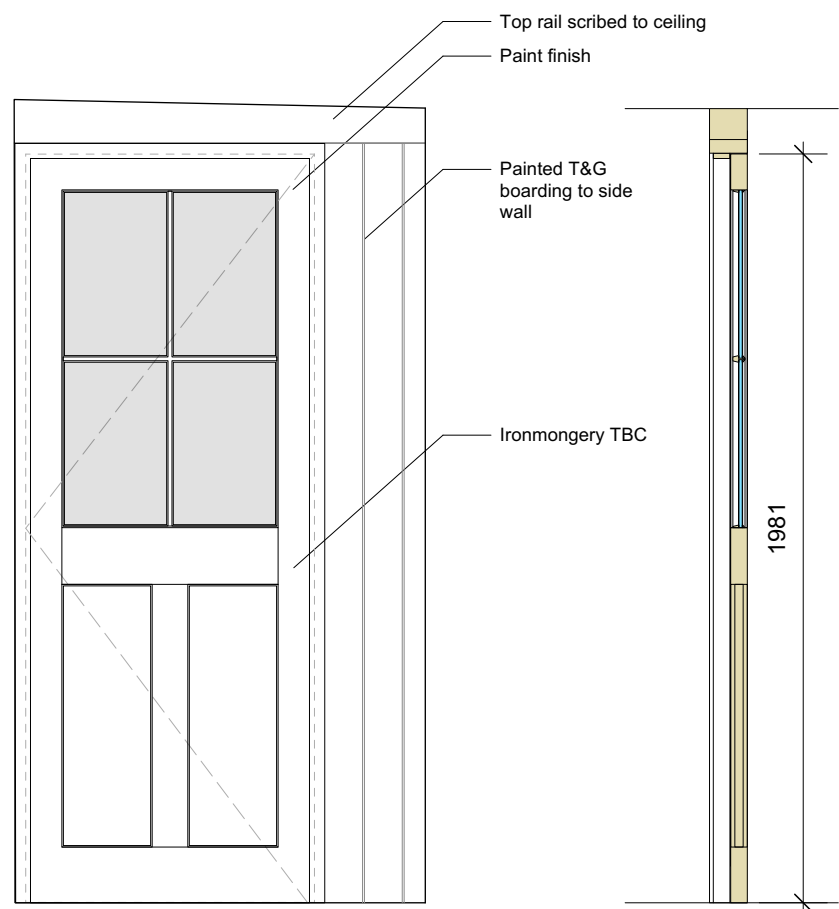 Top rail scribed to ceiling
Paint finish
Painted T&G
boarding to side
wall
Ironmongery TBC
1981